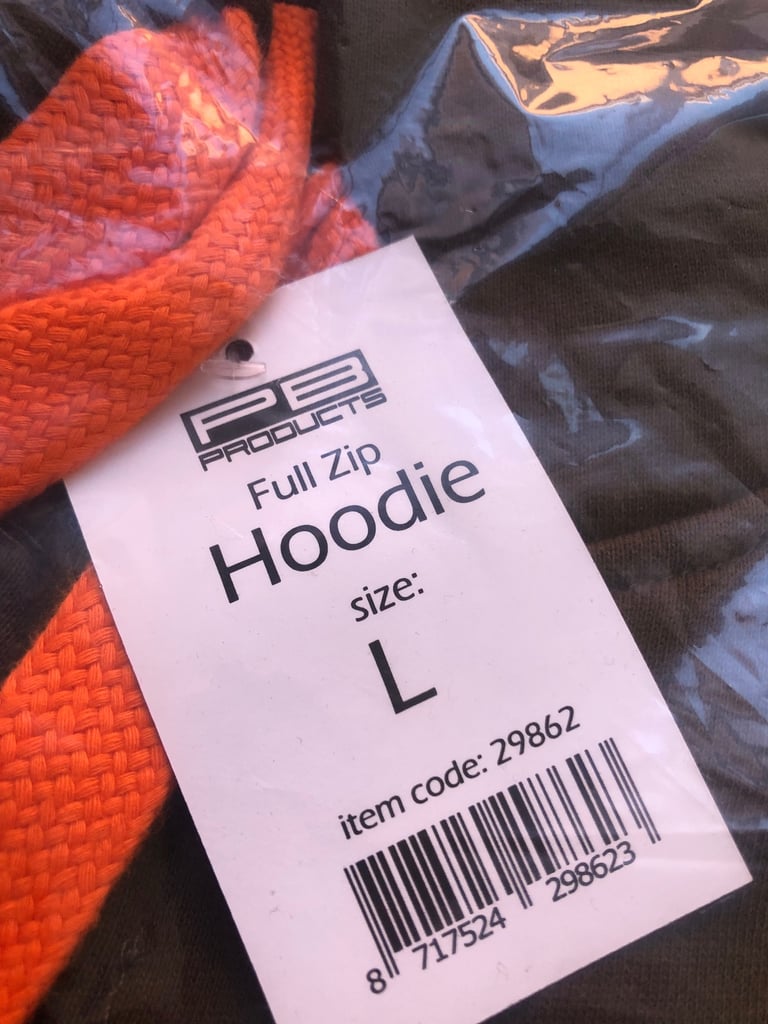 PB
PRODUCTS
Full Zip
Hoodie
size:
L
item code: 29862
8 717524 298623